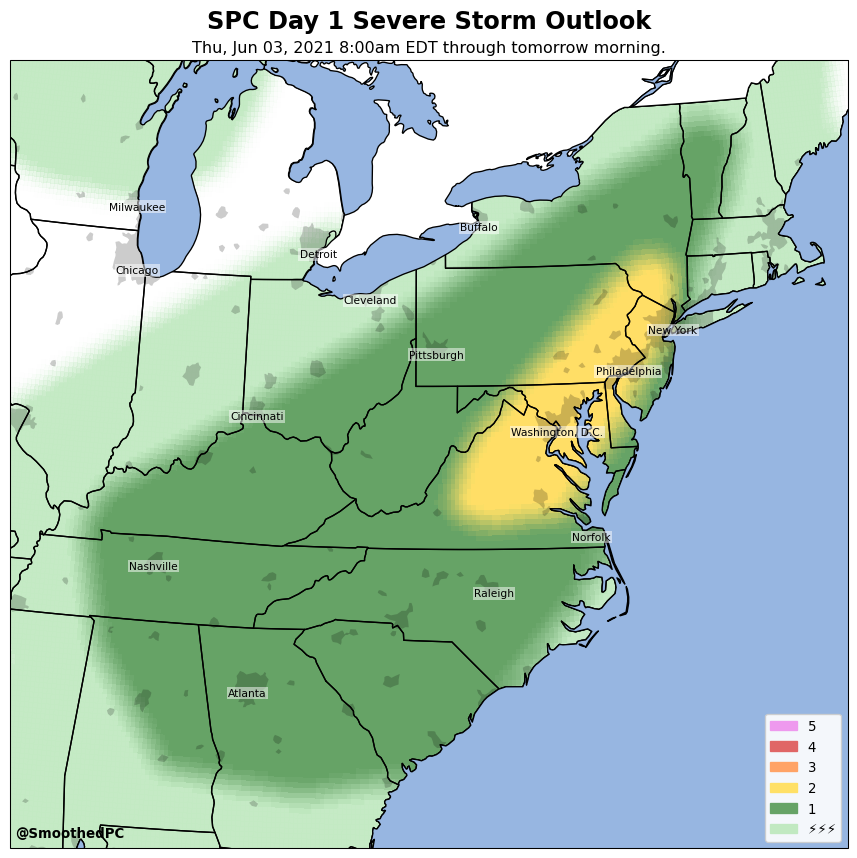 SPC Day 1 Severe Storm Outlook
Thu, Jun 03, 2021 8:00am EDT through tomorrow morning.
Milwaukee
Buffalo
Detroit
Chicago
Cleveland
New York
Pittsburgh
Philadelphia
Cincinnati
Washington, D.C.
Norfolk
Nashville
Raleigh
Atlanta
5
4
3
2
1
⚡⚡⚡
@SmoothedPC